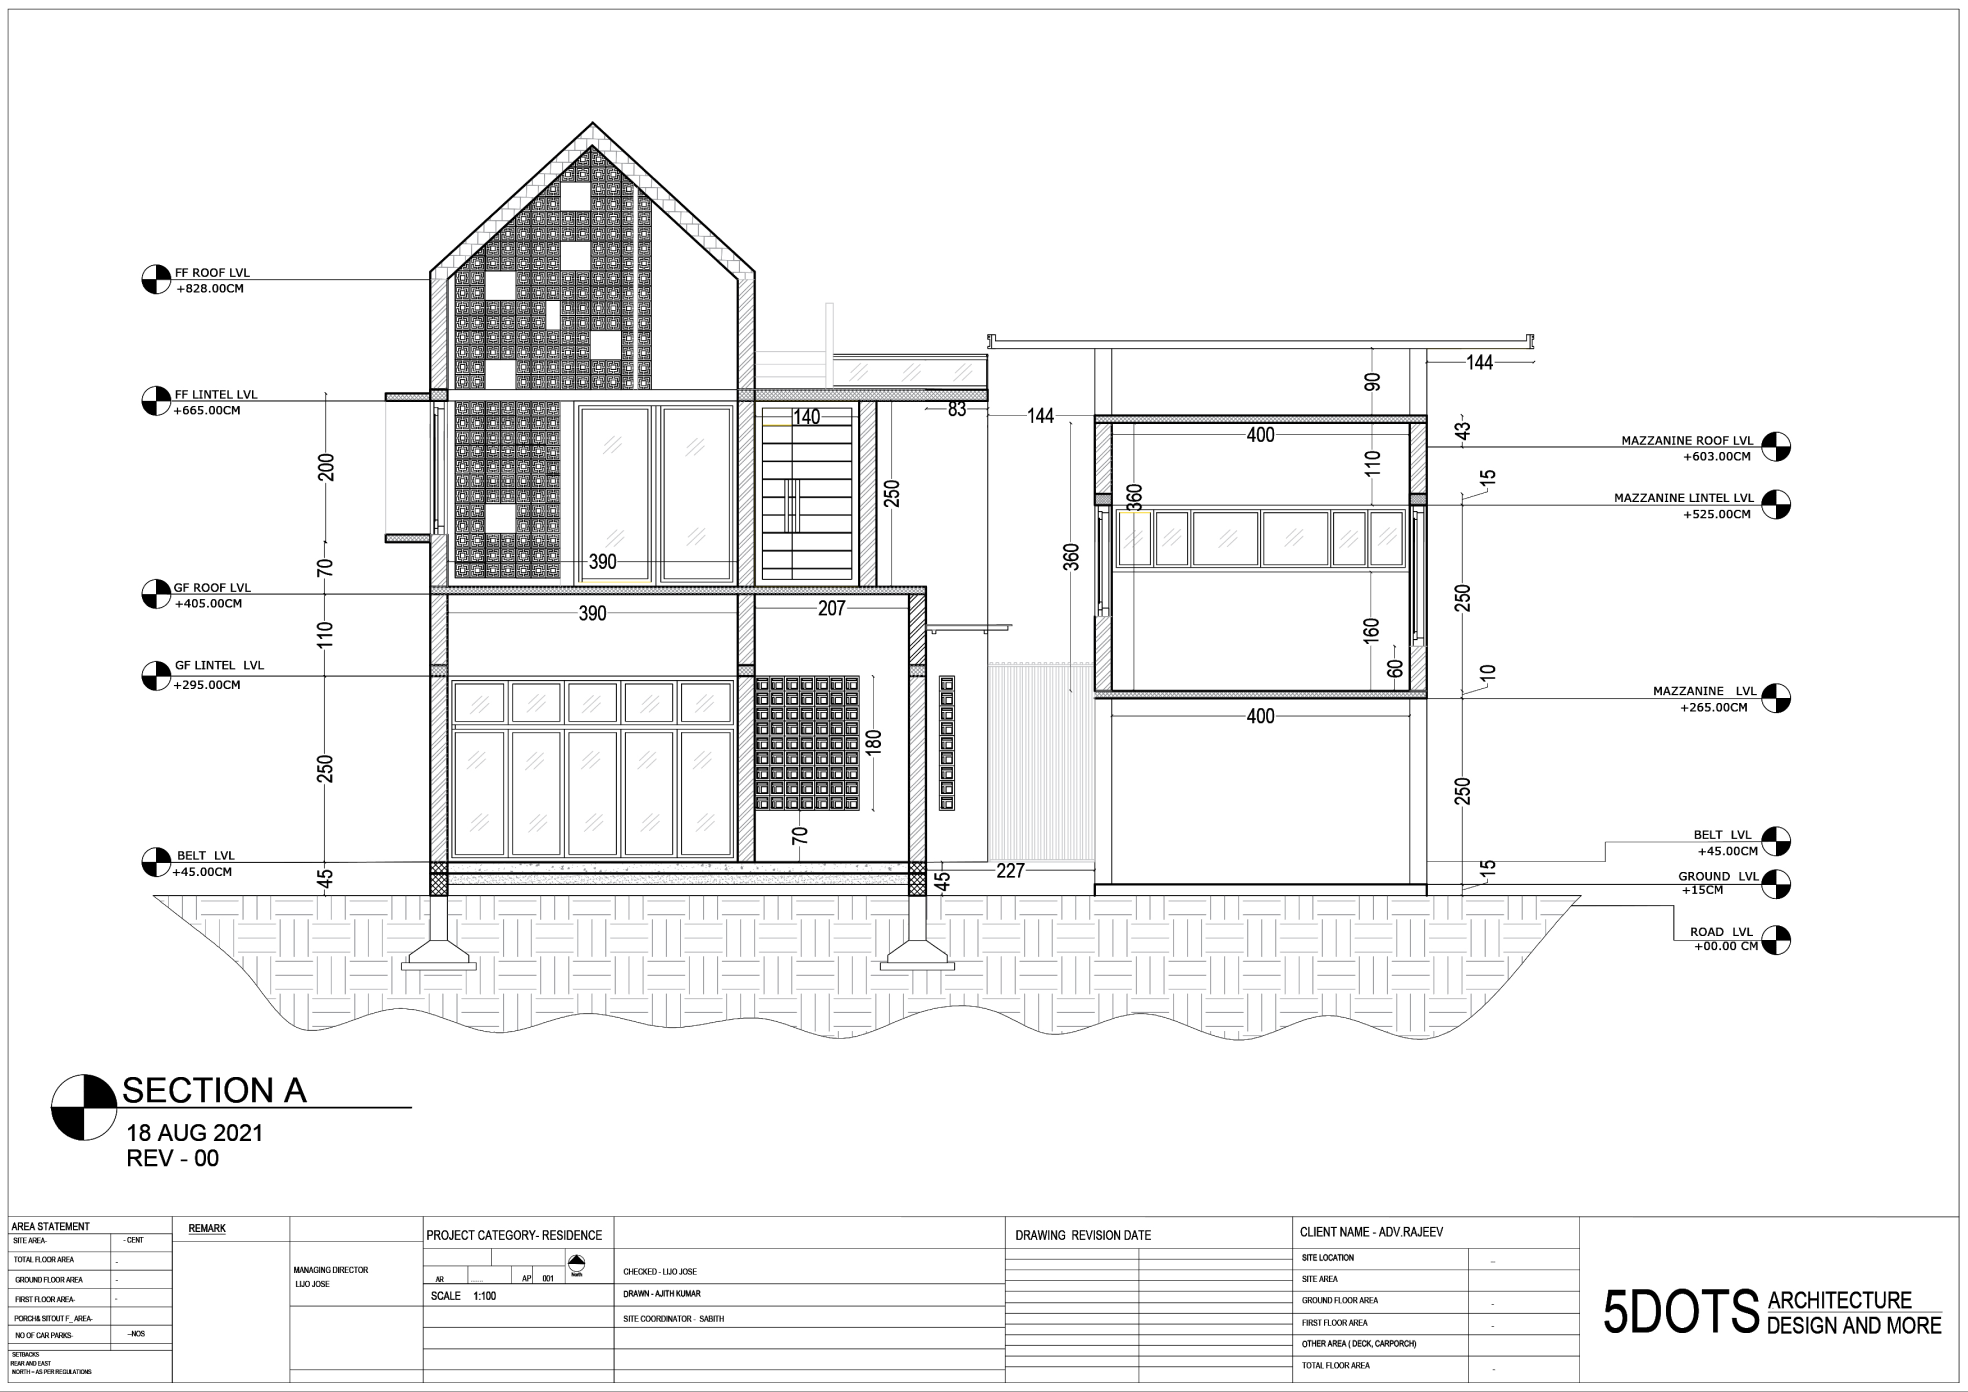 FF ROOF LVL
+828.00CM
FF LINTEL LVL
+665.00CM
GF ROOF LVL
+405.00CM
GF LINTEL LVL
+295.00CM
BELT LVL
+45.00CM
200
70
110
250
45
390
390
140
250
207
180
70
45
83
144
227
360
360
400
400
90
110
160
60
144
43
15
250
10
250
15
MAZZANINE ROOF LVL
+603.00CM
MAZZANINE LINTEL LVL
+525.00CM
MAZZANINE LVL
+265.00CM
BELT LVL
+45.00CM
GROUND LVL
+15CM
ROAD LVL
+00.00 CM
SECTION A
18 AUG 2021
REV - 00
AREA STATEMENT
SITE AREA- - CENT
TOTAL FLOOR AREA -
GROUND FLOOR AREA -
FIRST FLOOR AREA- -
PORCH& SITOUT F_ AREA-
NO OF CAR PARKS- --NOS
SETBACKS
REAR AND EAST
NORTH – AS PER REGULATIONS
REMARK
MANAGING DIRECTOR
LIJO JOSE
PROJECT CATEGORY- RESIDENCE
AR ....... AP 001
North
SCALE 1:100
CHECKED - LIJO JOSE
DRAWN - AJITH KUMAR
SITE COORDINATOR - SABITH
DRAWING REVISION DATE
CLIENT NAME - ADV.RAJEEV
SITE LOCATION --
SITE AREA
GROUND FLOOR AREA -
FIRST FLOOR AREA -
OTHER AREA ( DECK, CARPORCH)
TOTAL FLOOR AREA -
5DOTS ARCHITECTURE
DESIGN AND MORE